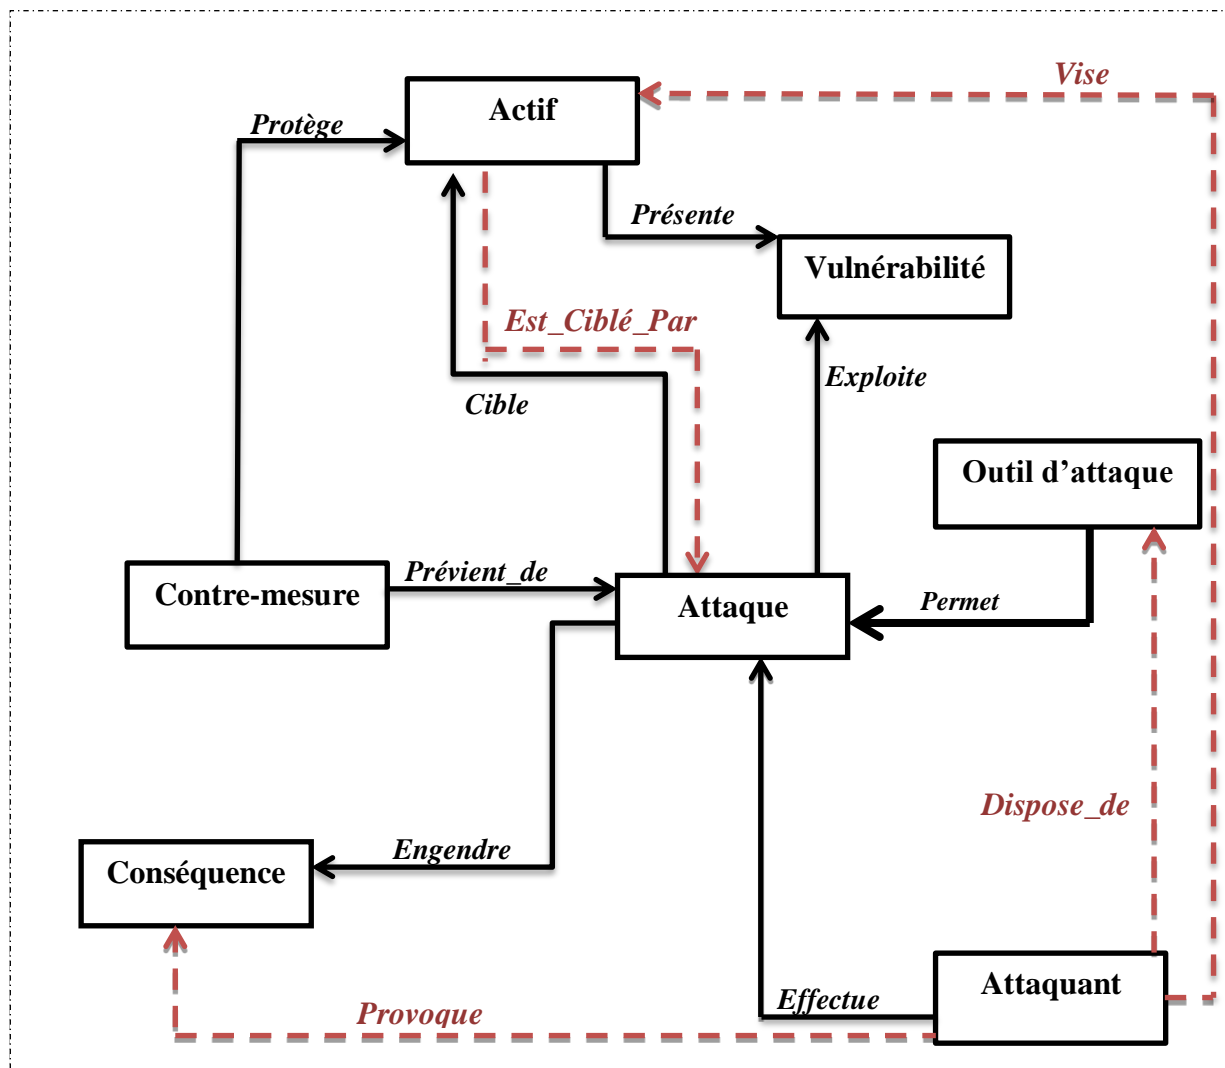 Vise
Actif
Protège
Présente
Vulnérabilité
Est_Ciblé_Par
Exploite
Cible
Outil d’attaque
Prévient_de
Contre-mesure
Attaque
Permet
Dispose_de
Engendre
Conséquence
Attaquant
Effectue
Provoque